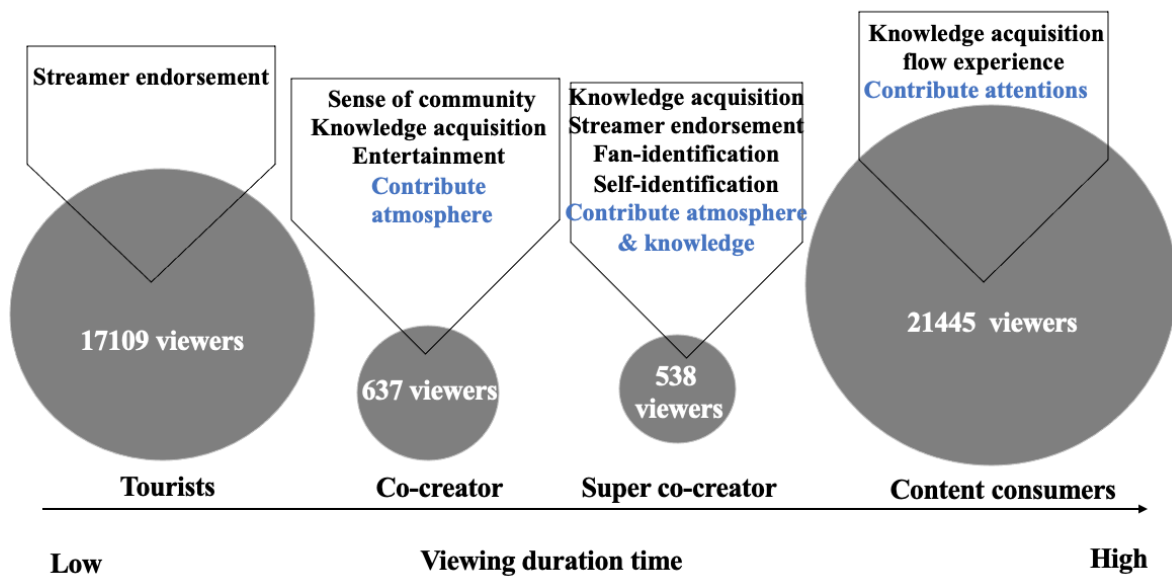 Streamer endorsement
Sense of community
Knowledge acquisition
Entertainment
Contribute
atmosphere
Knowledge acquisition
Streamer endorsement
Fan-identification
Self-identification
Contribute atmosphere
& knowledge
Knowledge acquisition
flow experience
Contribute attentions
17109 viewers
637 viewers
538
viewers
21445 viewers
Tourists
Co-creator
Super co-creator
Content consumers
Low
Viewing duration time
High